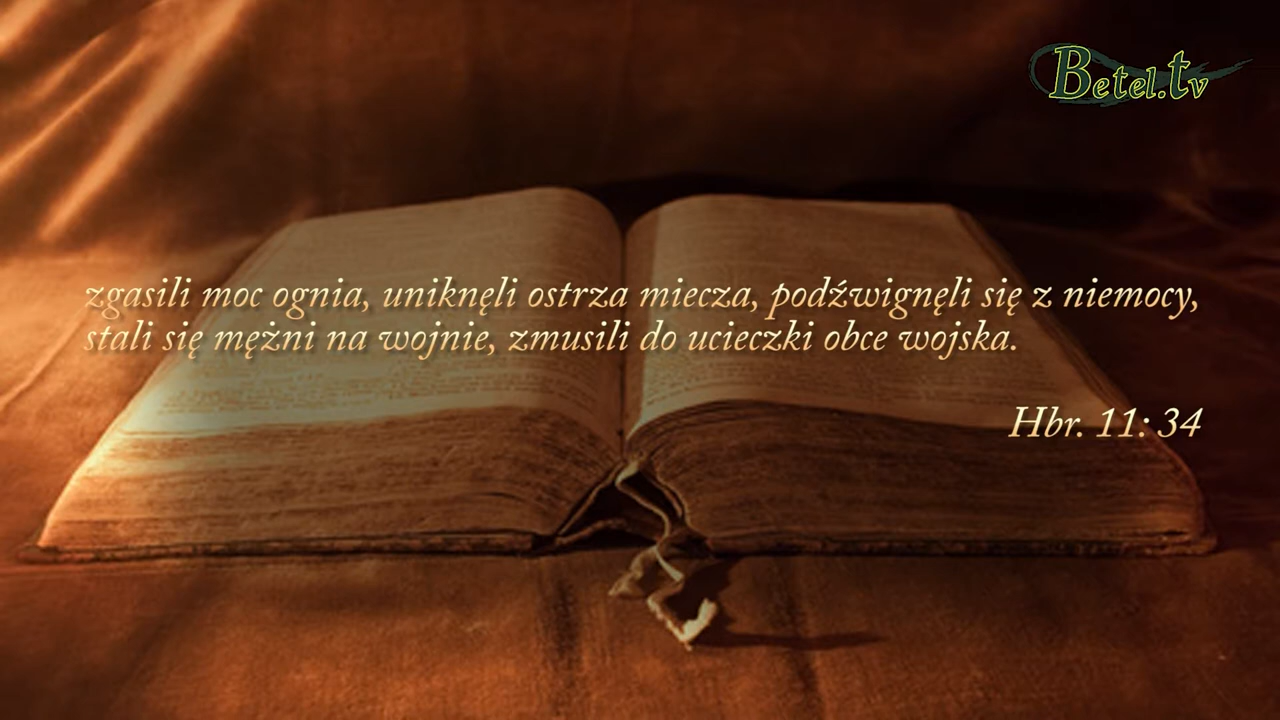 Betel.tv
zgasili moc ognia, uniknęli ostrza miecza, podźwignęli się z niemocy,
stali się mężni na wojnie, zmusili do ucieczki obce wojska.
Hbr. 11: 34